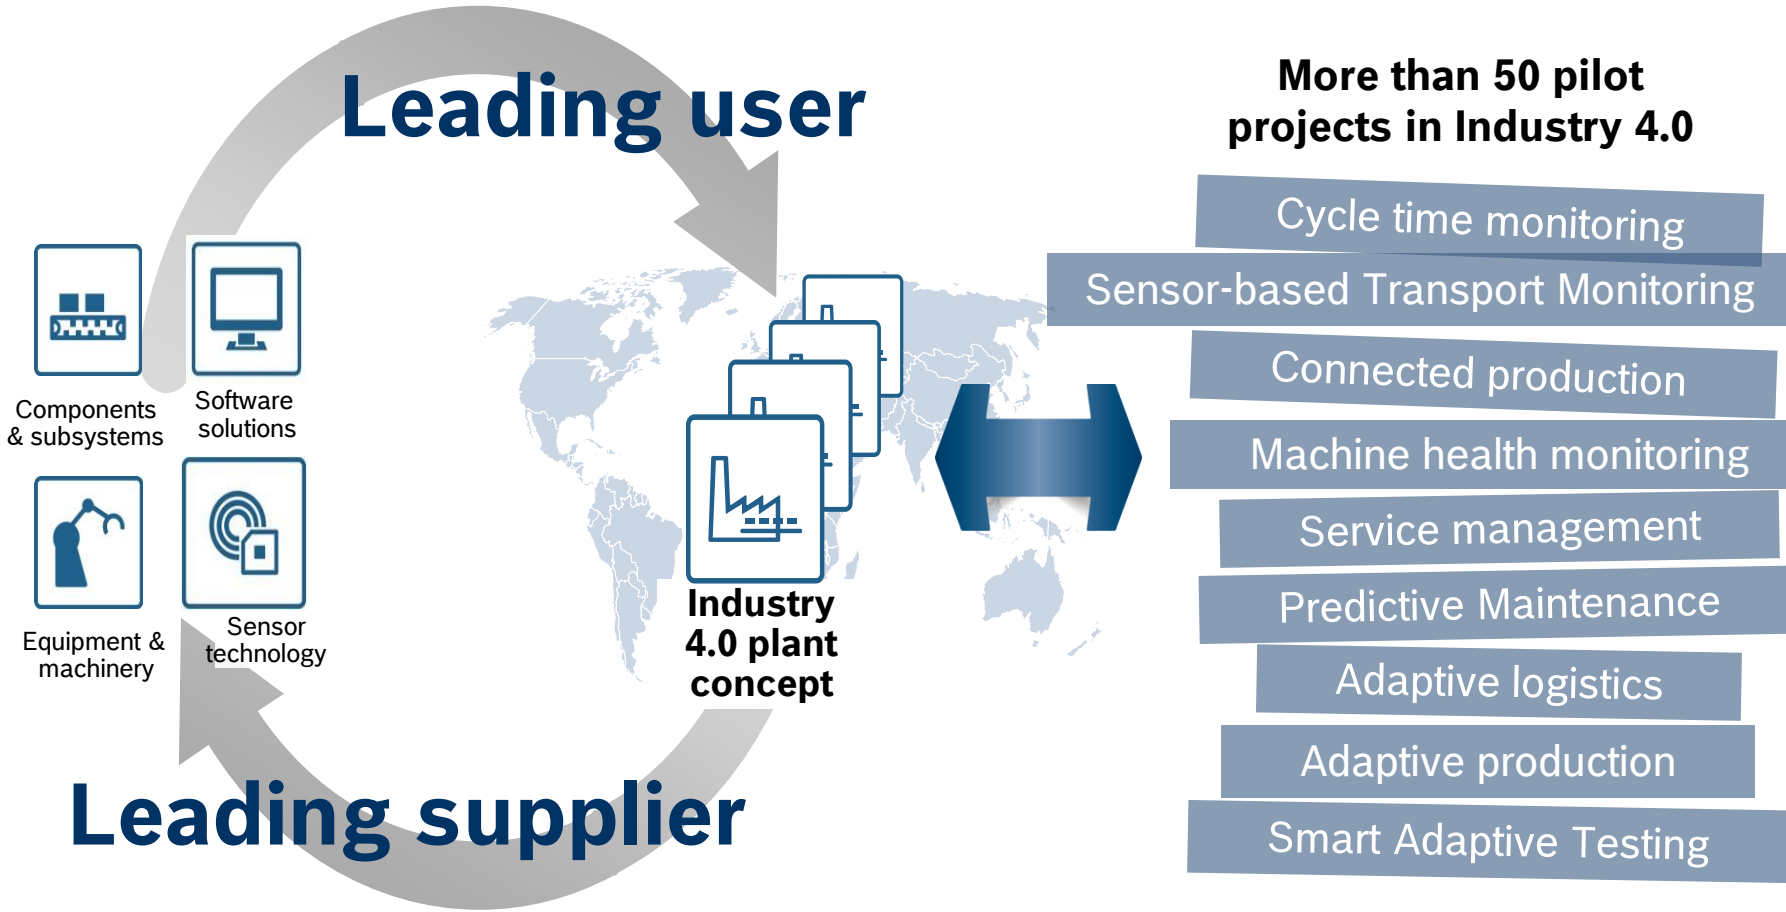 Leading user
Components
& subsystems
Software
solutions
Equipment &
machinery
Sensor
technology
Industry
4.0 plant
concept
Leading supplier
More than 50 pilot
projects in Industry 4.0
Cycle time monitoring
Sensor-based Transport Monitoring
Connected production
Machine health monitoring
Service management
Predictive Maintenance
Adaptive logistics
Adaptive production
Smart Adaptive Testing